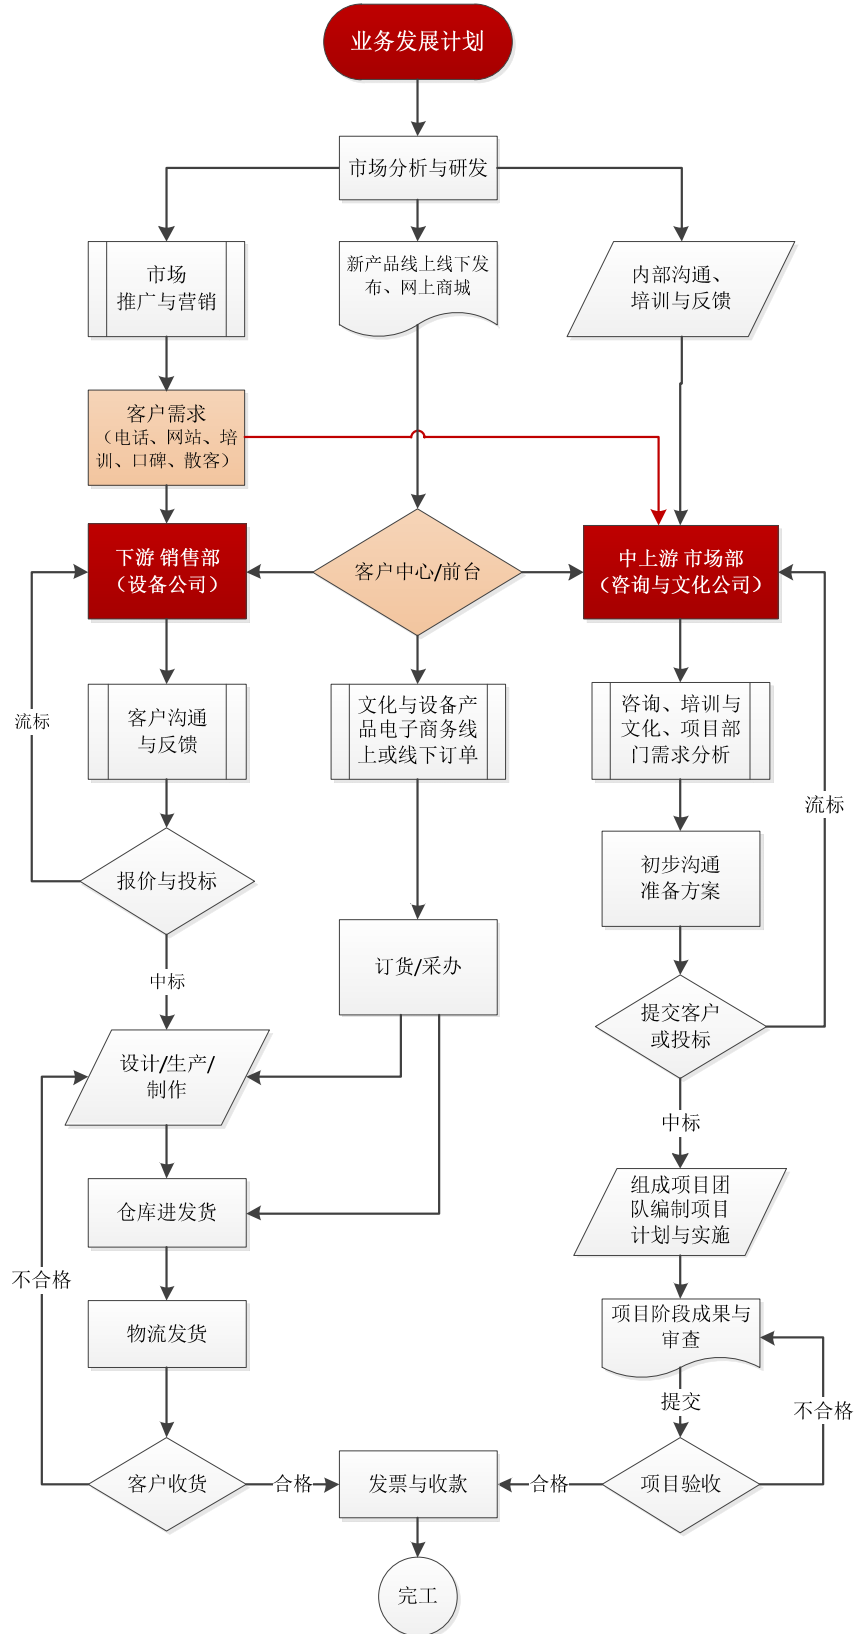 业务发展计划
市场分析与研发
市场
推广与营销
新产品线上线下发
布、网上商城
内部沟通、
培训与反馈
客户需求
（电话、网站、培
训、口碑、散客）
下游 销售部
（设备公司）
客户中心/前台
中上游 市场部
（咨询与文化公司）
流标
客户沟通
与反馈
文化与设备产
品电子商务线
上或线下订单
咨询、培训与
文化、项目部
门需求分析
流标
报价与投标
初步沟通
准备方案
中标
订货/采办
提交客户
或投标
设计/生产/
制作
中标
仓库进发货
组成项目团
队编制项目
计划与实施
不合格
物流发货
项目阶段成果与
审查
提交
不合格
客户收货
合格
发票与收款
合格
项目验收
完工